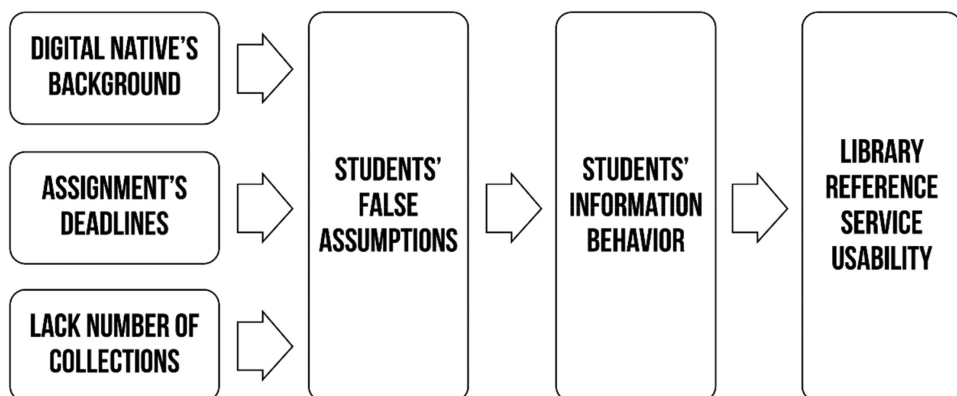 DIGITAL NATIVE'S
BACKGROUND
ASSIGNMENT'S
DEADLINES
LACK NUMBER OF
COLLECTIONS
STUDENTS'
FALSE
ASSUMPTIONS
STUDENTS'
INFORMATION
BEHAVIOR
LIBRARY
REFERENCE
SERVICE
USABILITY